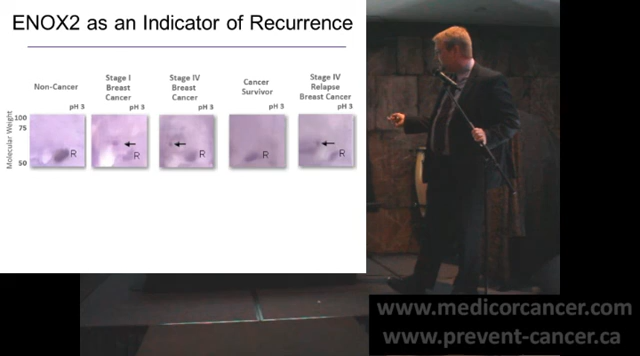 ENOX2 as an Indicator of Recurrence
Non-Cancer
Stage I
Breast
Cancer
Stage IV
Breast
Cancer
Cancer
Survivor
Stage IV
Relapse
Breast Cancer
pH 3
pH 3
pH 3
pH 3
pH 3
Molecular Weight
100
75
50
R
R
R
R
R
www.medicorcancer.com
www.prevent-cancer.ca